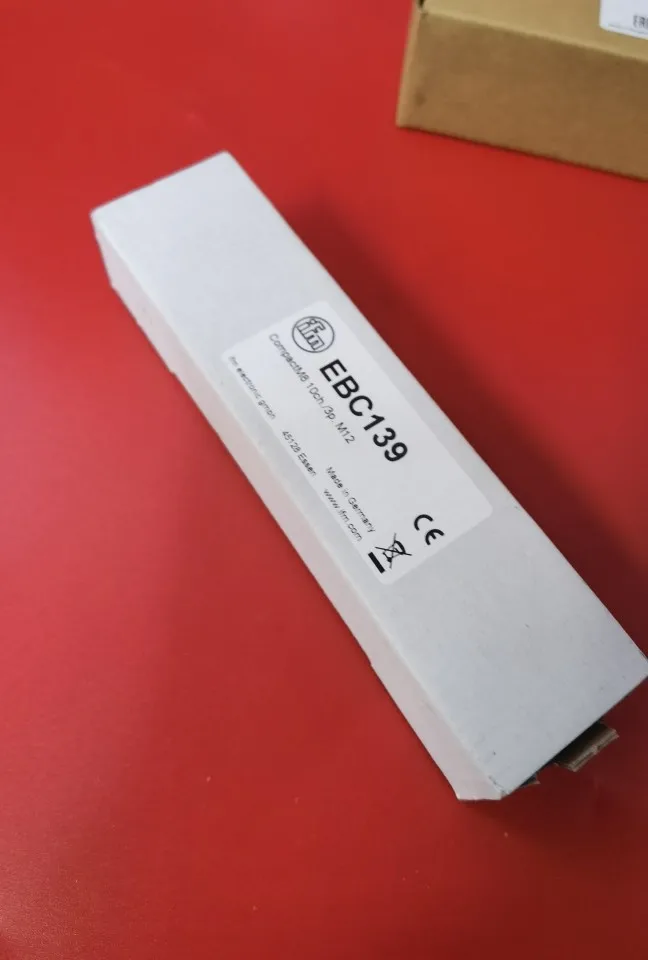 ifm
EBC139
CompactM8 10ch./3p. M12
ifm electronic gmbh 45128 Essen
Made in Germany
www.ifm.com
CE